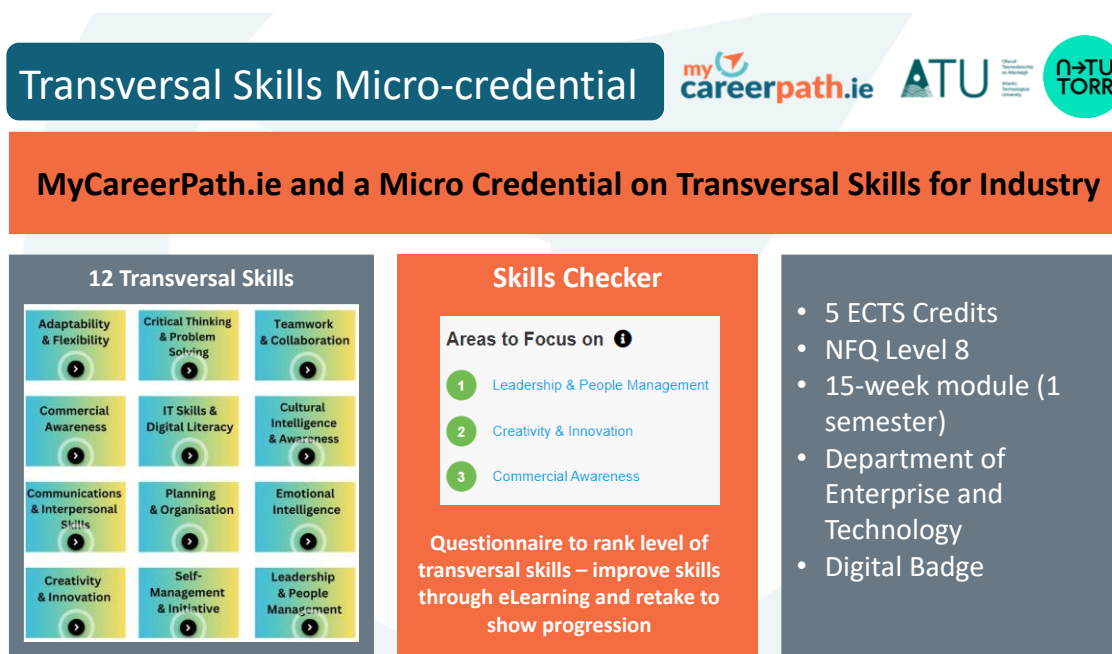 Transversal Skills Micro-credential
my
careerpath.ie
ATU
TU
TORR
MyCareerPath.ie and a Micro Credential on Transversal Skills for Industry
12 Transversal Skills
Adaptability
& Flexibility
Critical Thinking
& Problem
Solving
Teamwork
& Collaboration
Commercial
Awareness
IT Skills &
Digital Literacy
Cultural
Intelligence
& Awareness
Communications
& Interpersonal
Skills
Planning
& Organisation
Emotional
Intelligence
Creativity
& Innovation
Self-
Management
& Initiative
Leadership
& People
Management
Skills Checker
Areas to Focus on
1 Leadership & People Management
2 Creativity & Innovation
3 Commercial Awareness
Questionnaire to rank level of
transversal skills – improve skills
through eLearning and retake to
show progression
• 5 ECTS Credits
• NFQ Level 8
• 15-week module (1
semester)
• Department of
Enterprise and
Technology
• Digital Badge